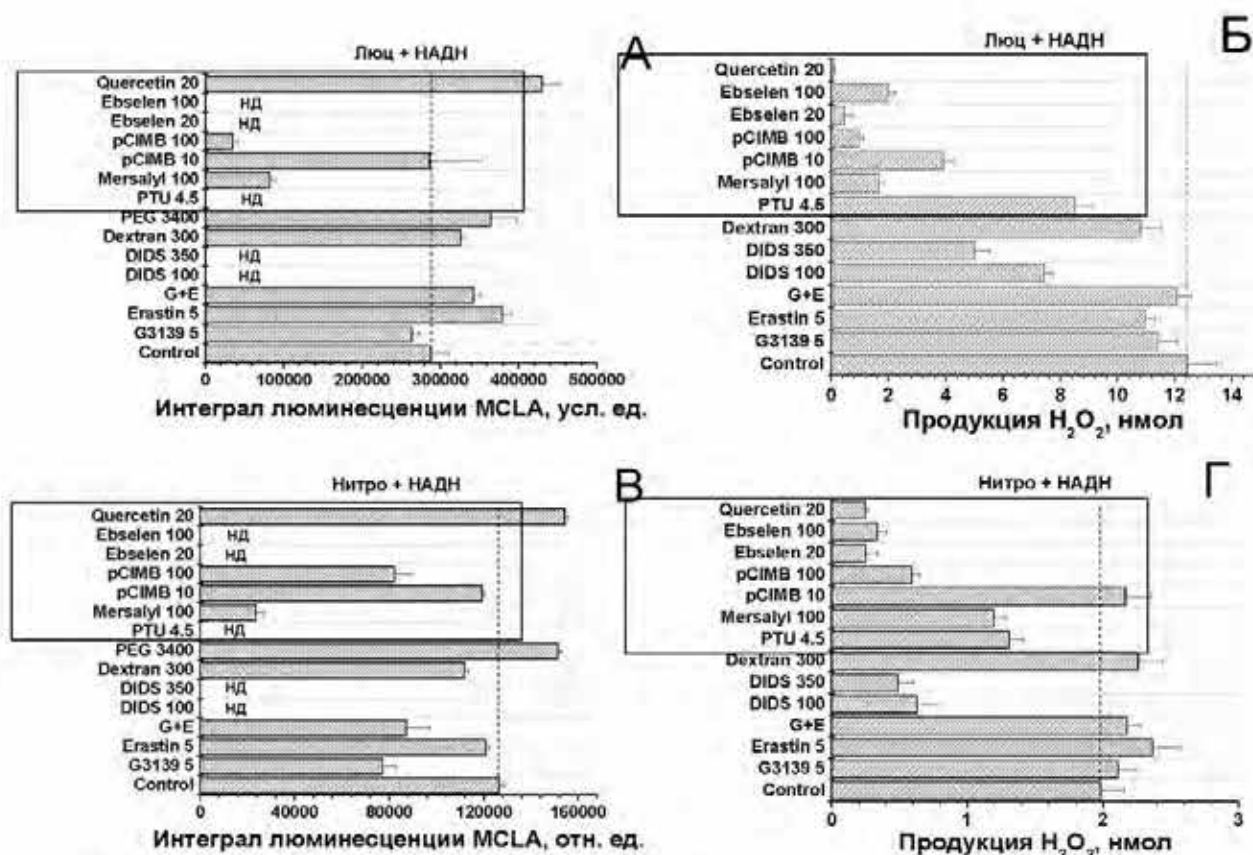 А
Люц + НАДН
Quercetin 20
Ebselen 100 НД
Ebselen 20 НД
pCIMB 100
pCIMB 10
Mersalyl 100
PTU 4.5 НД
PEG 3400
Dextran 300
DIDS 350 НД
DIDS 100 НД
G+E
Erastin 5
G3139 5
Control
0 100000 200000 300000 400000 500000
Интеграл люминесценции MCLA, усл. ед.
Б
Люц + НАДН
Quercetin 20
Ebselen 100
Ebselen 20
pCIMB 100
pCIMB 10
Mersalyl 100
PTU 4.5
Dextran 300
DIDS 350
DIDS 100
G+E
Erastin 5
G3139 5
Control
0 2 4 6 8 10 12 14
Продукция H₂O₂, нмол
В
Нитро + НАДН
Quercetin 20
Ebselen 100 НД
Ebselen 20 НД
pCIMB 100
pCIMB 10
Mersalyl 100
PTU 4.5 НД
PEG 3400
Dextran 300
DIDS 350 НД
DIDS 100 НД
G+E
Erastin 5
G3139 5
Control
0 40000 80000 120000 160000
Интеграл люминесценции MCLA, отн. ед.
Г
Нитро + НАДН
Quercetin 20
Ebselen 100
Ebselen 20
pCIMB 100
pCIMB 10
Mersalyl 100
PTU 4.5
Dextran 300
DIDS 350
DIDS 100
G+E
Erastin 5
G3139 5
Control
0 1 2 3
Продукция H₂O₂, нмол